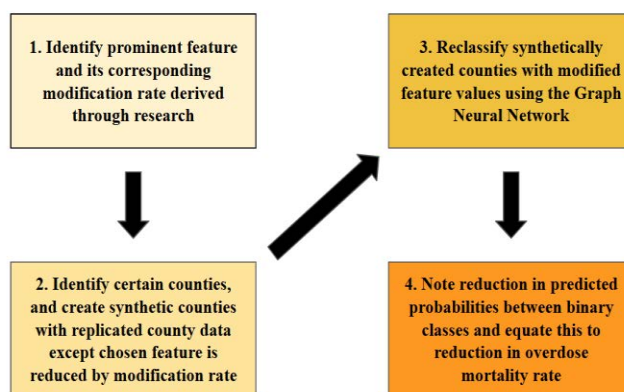 1. Identify prominent feature
and its corresponding
modification rate derived
through research
2. Identify certain counties,
and create synthetic counties
with replicated county data
except chosen feature is
reduced by modification rate
3. Reclassify synthetically
created counties with modified
feature values using the Graph
Neural Network
4. Note reduction in predicted
probabilities between binary
classes and equate this to
reduction in overdose
mortality rate